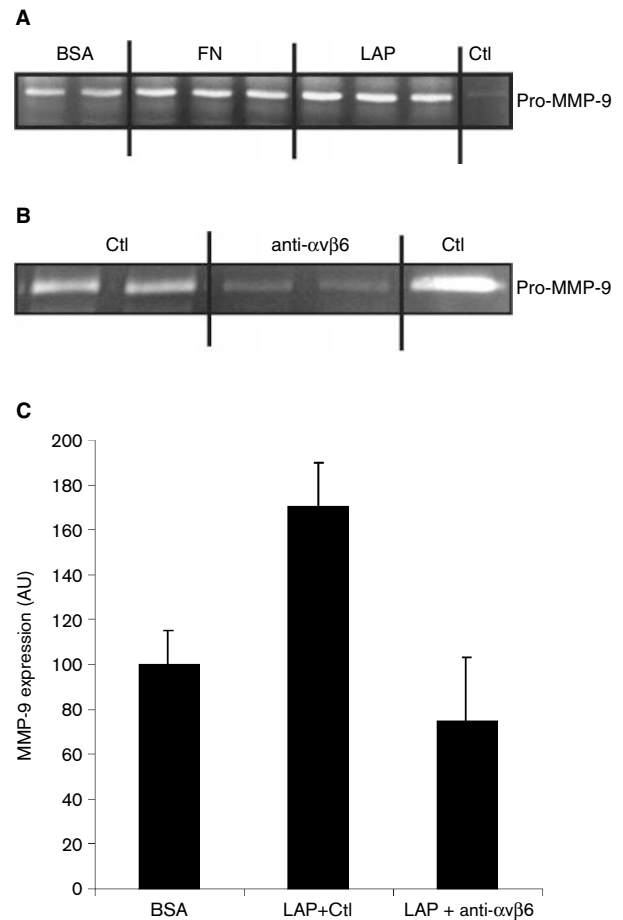 A
BSA FN LAP Ctl
Pro-MMP-9
B
Ctl anti-αvβ6 Ctl
Pro-MMP-9
C
MMP-9 expression (AU)
200
180
160
140
120
100
80
60
40
20
0
BSA LAP+Ctl LAP + anti-αvβ6